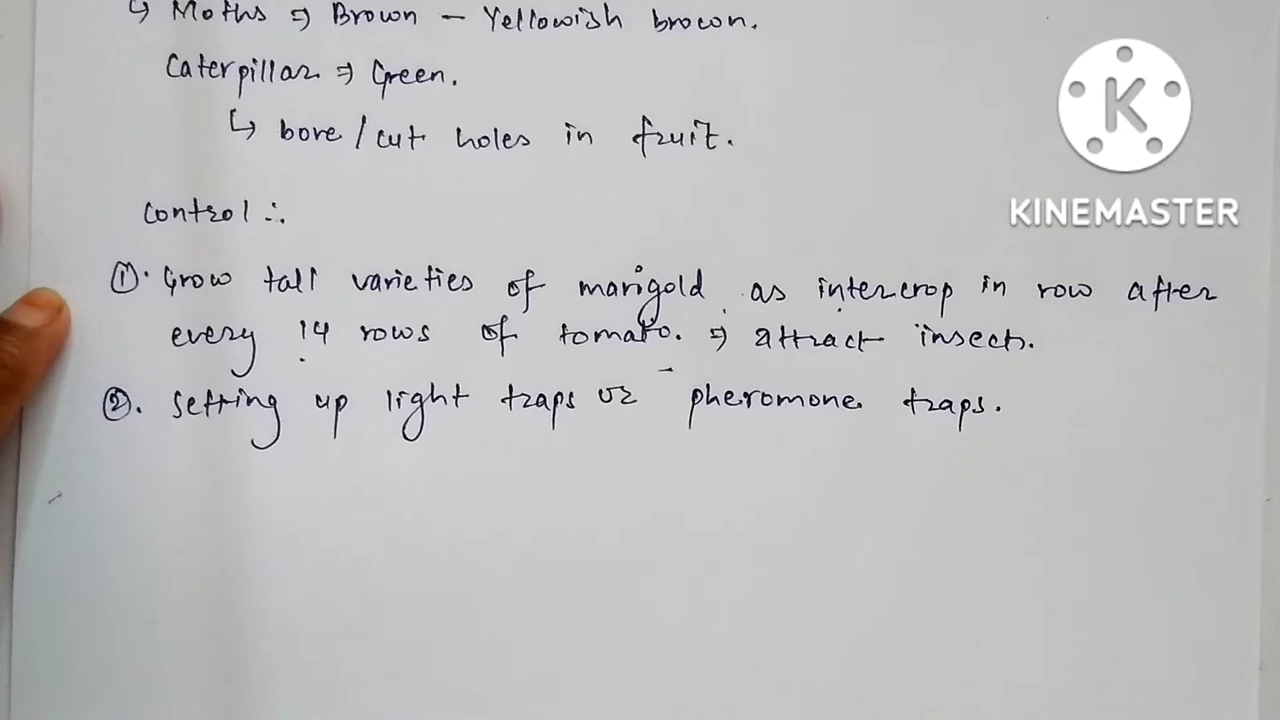 ↳ Moths ⇒ Brown - Yellowish brown.
Caterpillar ⇒ Green.
↳ bore / cut holes in fruit.
KINEMASTER
Control :.
①. Grow tall varieties of marigold as intercrop in row after
every 14 rows of tomato. ⇒ attract insects.
②. Setting up light traps or pheromone traps.